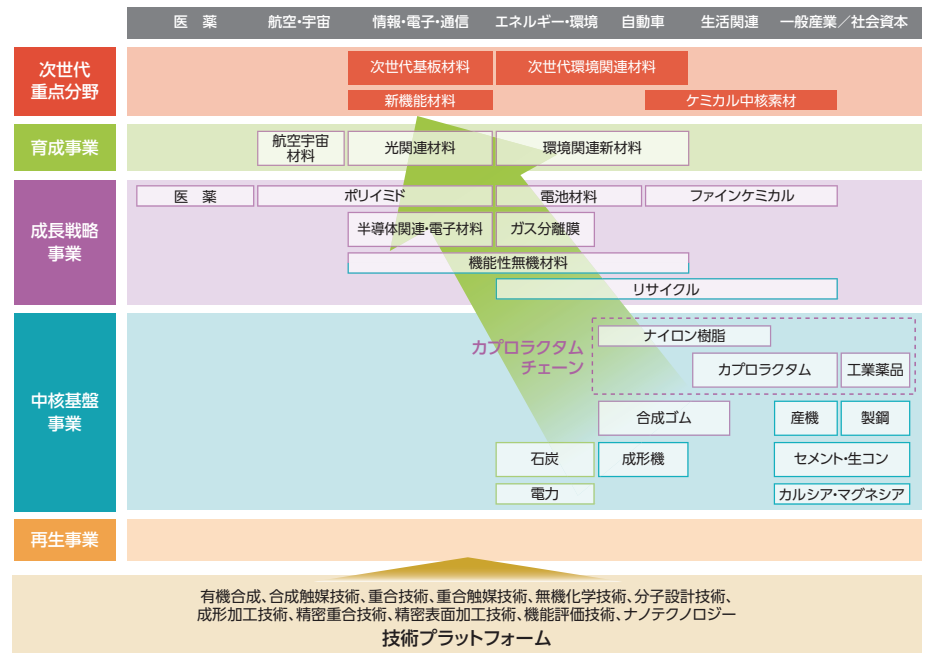 医　薬　航空・宇宙　情報・電子・通信　エネルギー・環境　自動車　生活関連　一般産業／社会資本
次世代
重点分野
次世代基板材料　次世代環境関連材料
新機能材料　ケミカル中核素材
育成事業
航空宇宙
材料
光関連材料　環境関連新材料
成長戦略
事業
医　薬　ポリイミド　電池材料　ファインケミカル
半導体関連・電子材料　ガス分離膜
機能性無機材料
リサイクル
中核基盤
事業
カプロラクタム
チェーン
ナイロン樹脂
カプロラクタム　工業薬品
合成ゴム　産機　製鋼
石炭　成形機　セメント・生コン
電力　カルシア・マグネシア
再生事業
有機合成、合成触媒技術、重合技術、重合触媒技術、無機化学技術、分子設計技術、
成形加工技術、精密重合技術、精密表面加工技術、機能評価技術、ナノテクノロジー
技術プラットフォーム